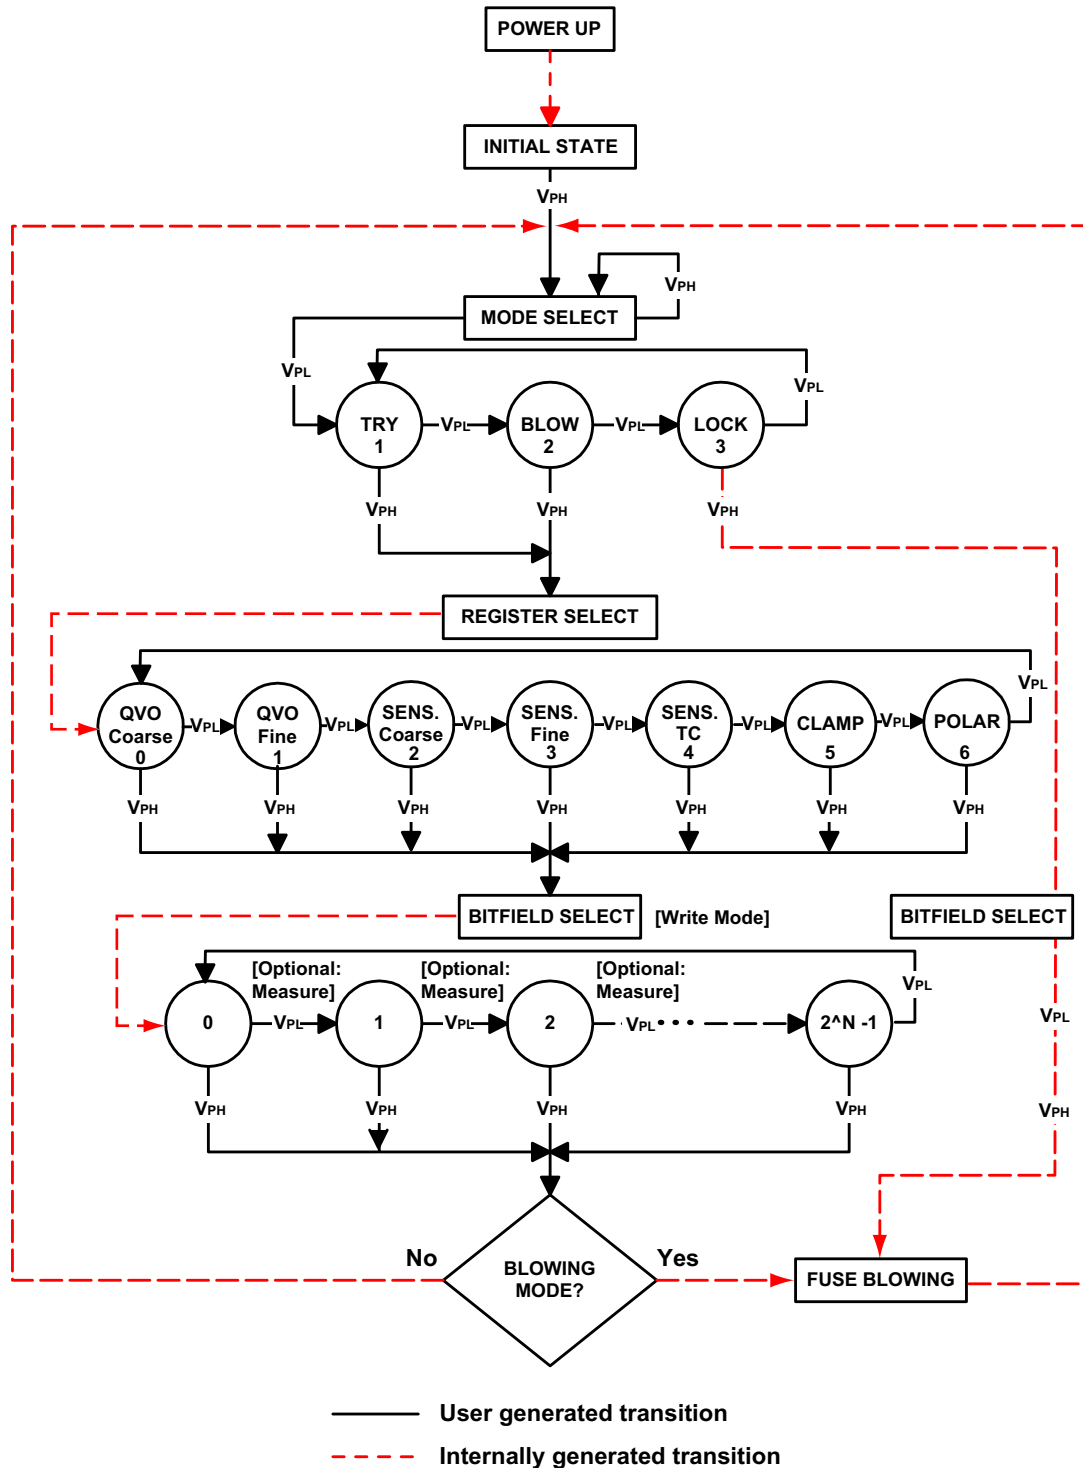 POWER UP
INITIAL STATE
VPH
MODE SELECT
VPH
VPL
VPL
TRY
1
VPL
BLOW
2
VPL
LOCK
3
VPH
VPH
VPH
REGISTER SELECT
VPL
QVO
Coarse
0
VPL
QVO
Fine
1
VPL
SENS.
Coarse
2
VPL
SENS.
Fine
3
VPL
SENS.
TC
4
VPL
CLAMP
5
VPL
POLAR
6
VPH
VPH
VPH
VPH
VPH
VPH
VPH
BITFIELD SELECT
[Write Mode]
BITFIELD SELECT
[Optional:
Measure]
[Optional:
Measure]
[Optional:
Measure]
VPL
0
VPL
1
VPL
2
VPL • • •
2^N -1
VPL
VPH
VPH
VPH
VPH
VPH
No
BLOWING
MODE?
Yes
FUSE BLOWING
User generated transition
Internally generated transition